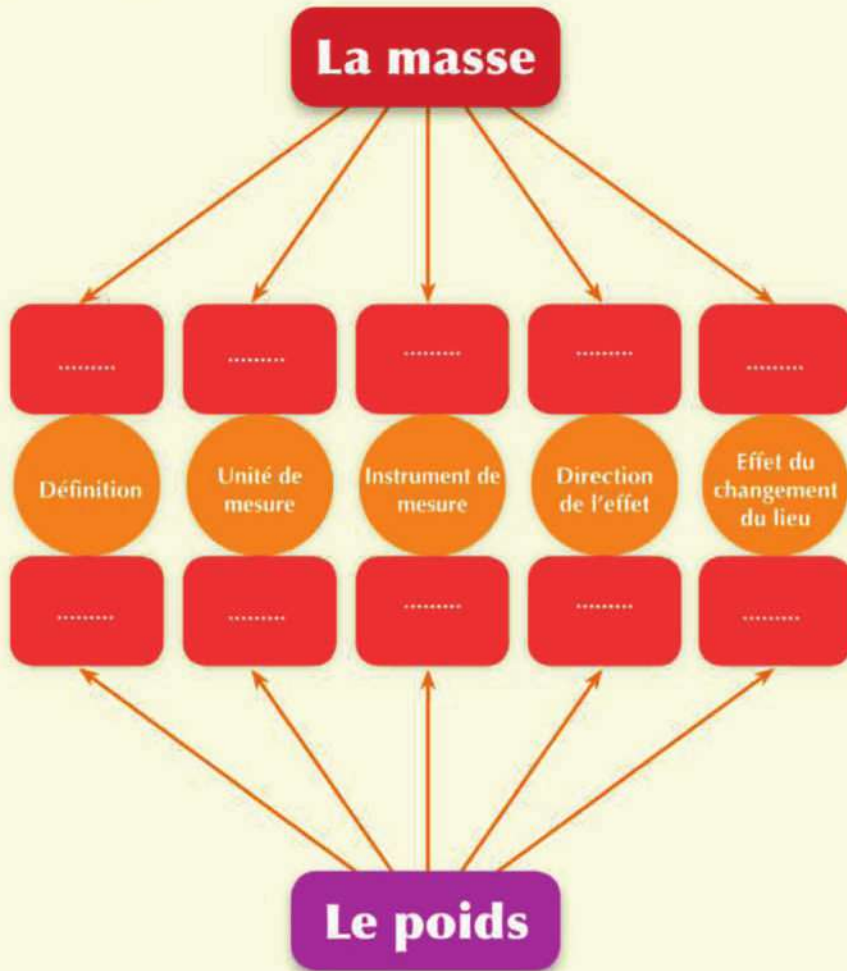 La masse
.........
.........
.........
.........
.........
Définition
Unité de
mesure
Instrument de
mesure
Direction
de l'effet
Effet du
changement
du lieu
.........
.........
.........
.........
.........
Le poids